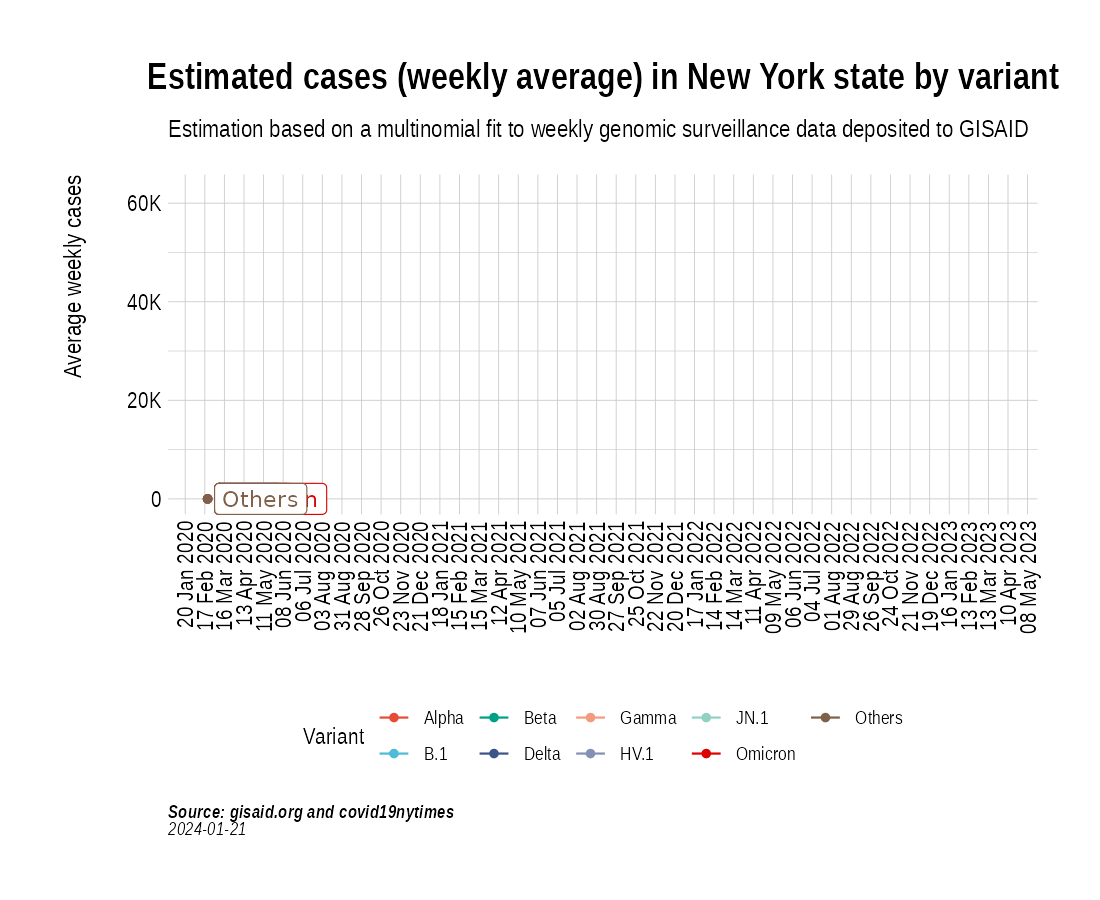 Estimated cases (weekly average) in New York state by variant
Estimation based on a multinomial fit to weekly genomic surveillance data deposited to GISAID
Average weekly cases
60K
40K
20K
0
Others
n
20 Jan 2020
17 Feb 2020
16 Mar 2020
13 Apr 2020
11 May 2020
08 Jun 2020
06 Jul 2020
03 Aug 2020
31 Aug 2020
28 Sep 2020
26 Oct 2020
23 Nov 2020
21 Dec 2020
18 Jan 2021
15 Feb 2021
15 Mar 2021
12 Apr 2021
10 May 2021
07 Jun 2021
05 Jul 2021
02 Aug 2021
30 Aug 2021
27 Sep 2021
25 Oct 2021
22 Nov 2021
20 Dec 2021
17 Jan 2022
14 Feb 2022
14 Mar 2022
11 Apr 2022
09 May 2022
06 Jun 2022
04 Jul 2022
01 Aug 2022
29 Aug 2022
26 Sep 2022
24 Oct 2022
21 Nov 2022
19 Dec 2022
16 Jan 2023
13 Feb 2023
13 Mar 2023
10 Apr 2023
08 May 2023
Variant
Alpha Beta Gamma JN.1 Others
B.1 Delta HV.1 Omicron
Source: gisaid.org and covid19nytimes
2024-01-21